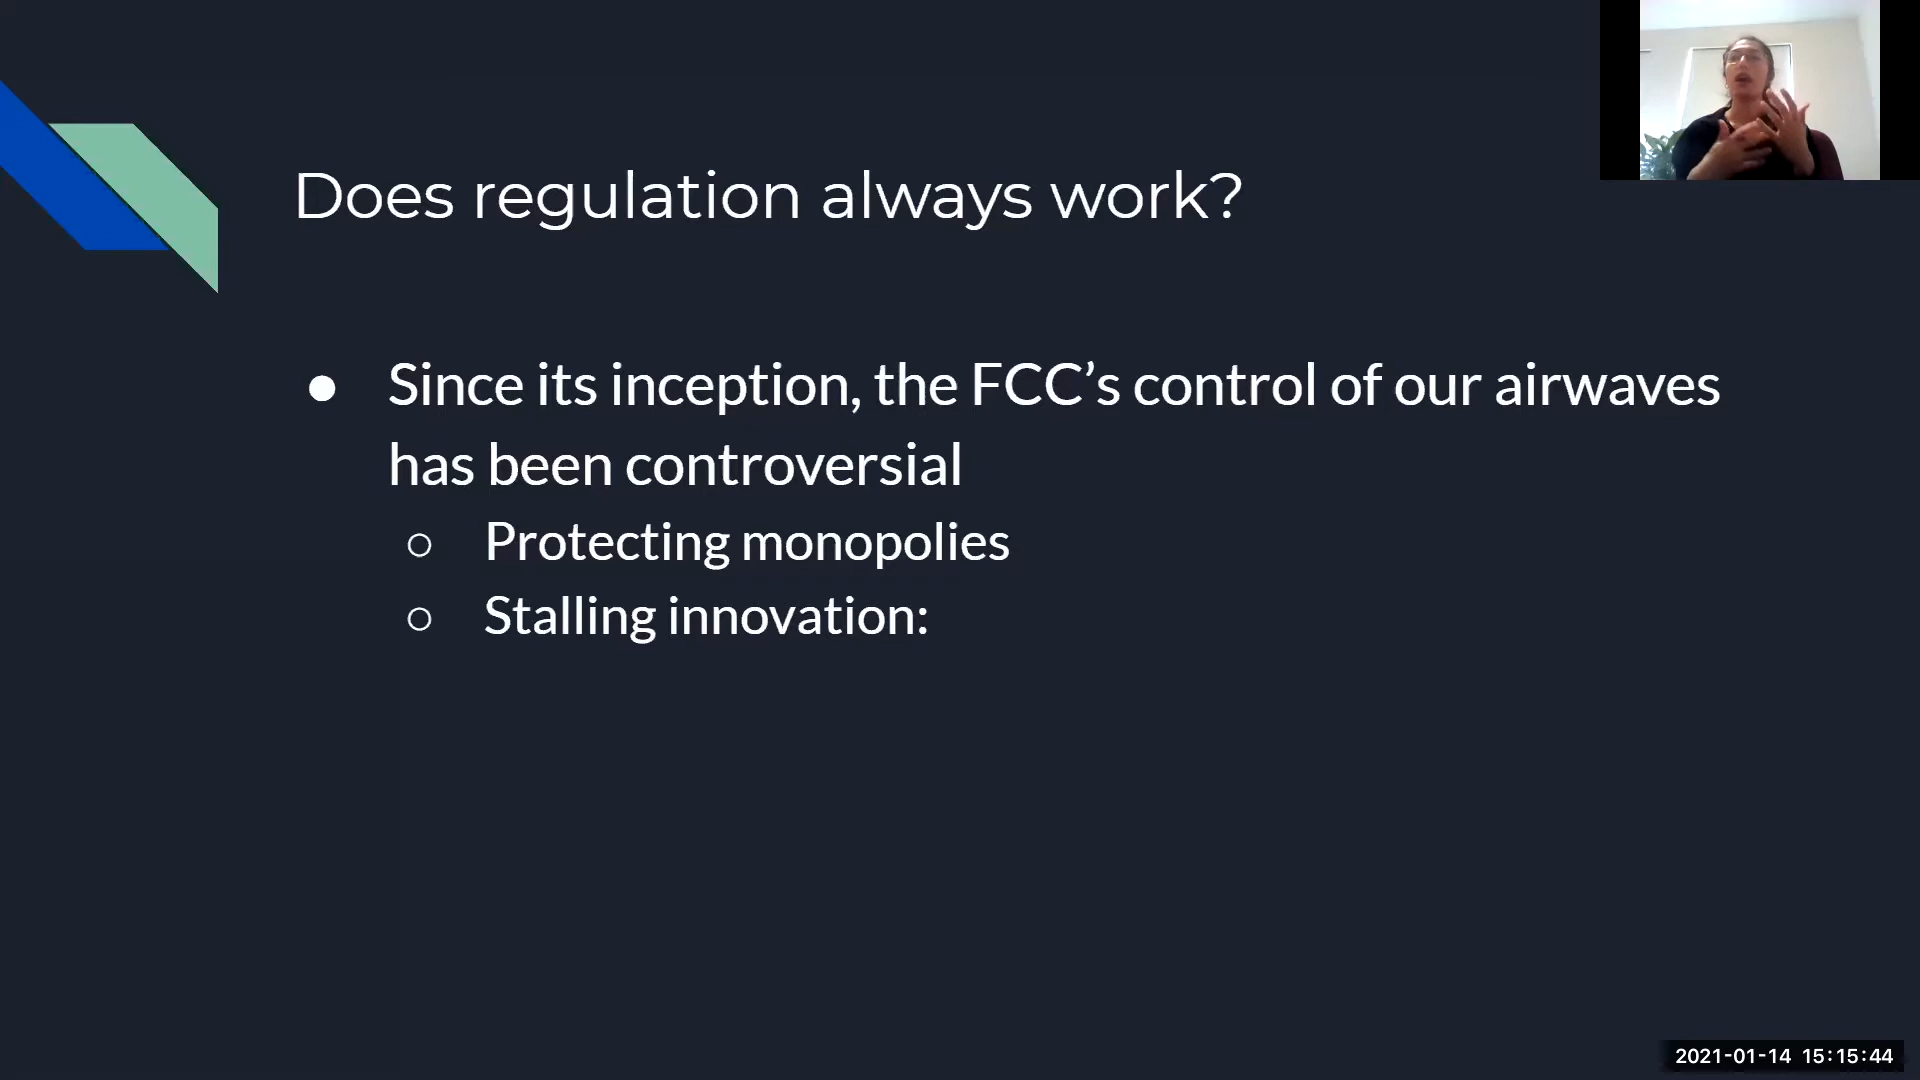 Does regulation always work?
● Since its inception, the FCC’s control of our airwaves
has been controversial
○ Protecting monopolies
○ Stalling innovation:
2021-01-14 15:15:44